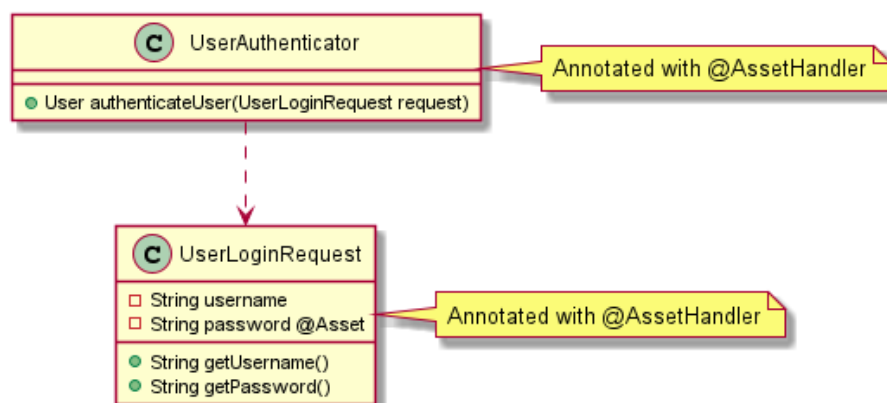 C UserAuthenticator
Annotated with @AssetHandler
User authenticateUser(UserLoginRequest request)
C UserLoginRequest
String username
String password @Asset
Annotated with @AssetHandler
String getUsername()
String getPassword()